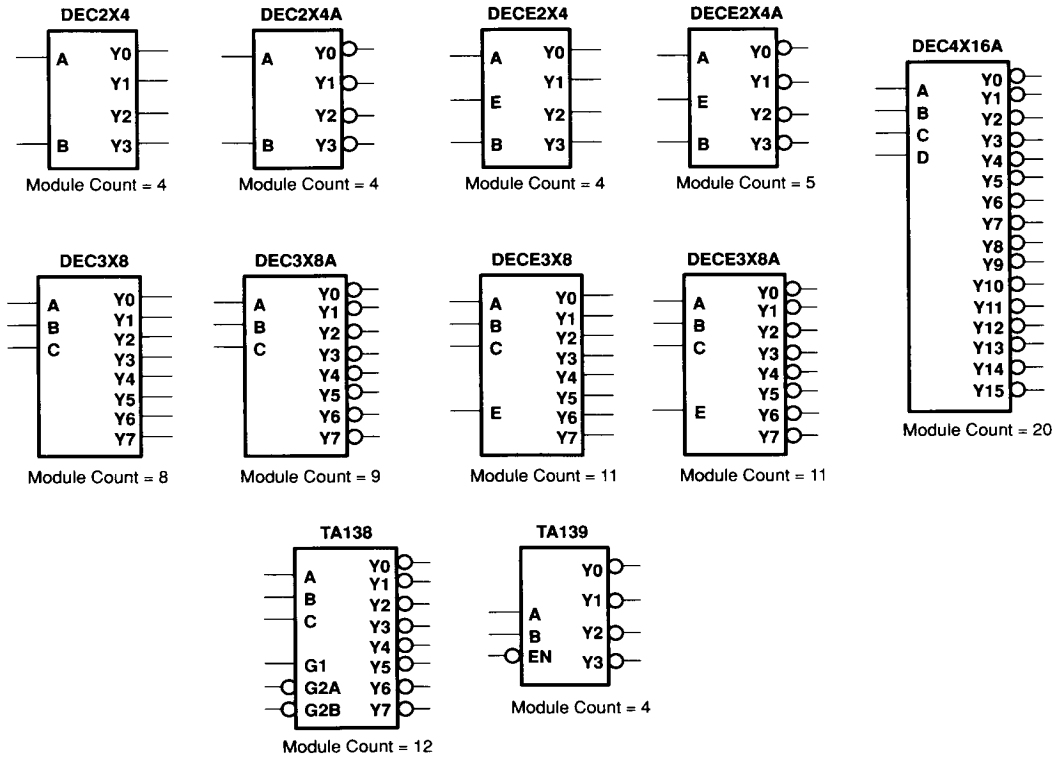 DEC2X4
A
B
Y0
Y1
Y2
Y3
Module Count = 4
DEC2X4A
A
B
Y0
Y1
Y2
Y3
Module Count = 4
DECE2X4
A
E
B
Y0
Y1
Y2
Y3
Module Count = 4
DECE2X4A
A
E
B
Y0
Y1
Y2
Y3
Module Count = 5
DEC4X16A
A
B
C
D
Y0
Y1
Y2
Y3
Y4
Y5
Y6
Y7
Y8
Y9
Y10
Y11
Y12
Y13
Y14
Y15
Module Count = 20
DEC3X8
A
B
C
Y0
Y1
Y2
Y3
Y4
Y5
Y6
Y7
Module Count = 8
DEC3X8A
A
B
C
Y0
Y1
Y2
Y3
Y4
Y5
Y6
Y7
Module Count = 9
DECE3X8
A
B
C
E
Y0
Y1
Y2
Y3
Y4
Y5
Y6
Y7
Module Count = 11
DECE3X8A
A
B
C
E
Y0
Y1
Y2
Y3
Y4
Y5
Y6
Y7
Module Count = 11
TA138
A
B
C
G1
G2A
G2B
Y0
Y1
Y2
Y3
Y4
Y5
Y6
Y7
Module Count = 12
TA139
A
B
EN
Y0
Y1
Y2
Y3
Module Count = 4